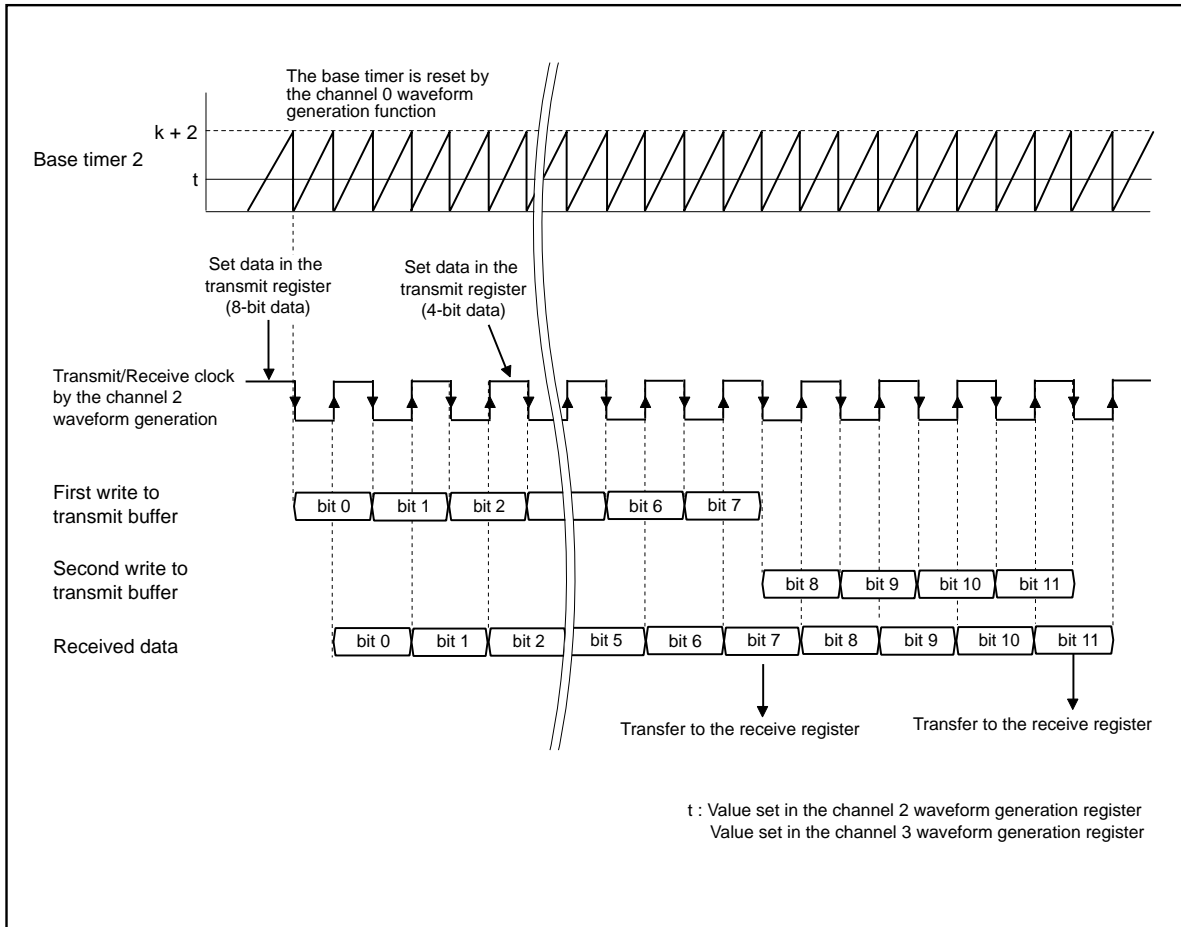 The base timer is reset by
the channel 0 waveform
generation function
k + 2
Base timer 2
t
Set data in the
transmit register
(8-bit data)
Set data in the
transmit register
(4-bit data)
Transmit/Receive clock
by the channel 2
waveform generation
First write to
transmit buffer
bit 0 bit 1 bit 2 bit 6 bit 7
Second write to
transmit buffer
bit 8 bit 9 bit 10 bit 11
Received data
bit 0 bit 1 bit 2 bit 5 bit 6 bit 7 bit 8 bit 9 bit 10 bit 11
Transfer to the receive register
Transfer to the receive register
t : Value set in the channel 2 waveform generation register
Value set in the channel 3 waveform generation register